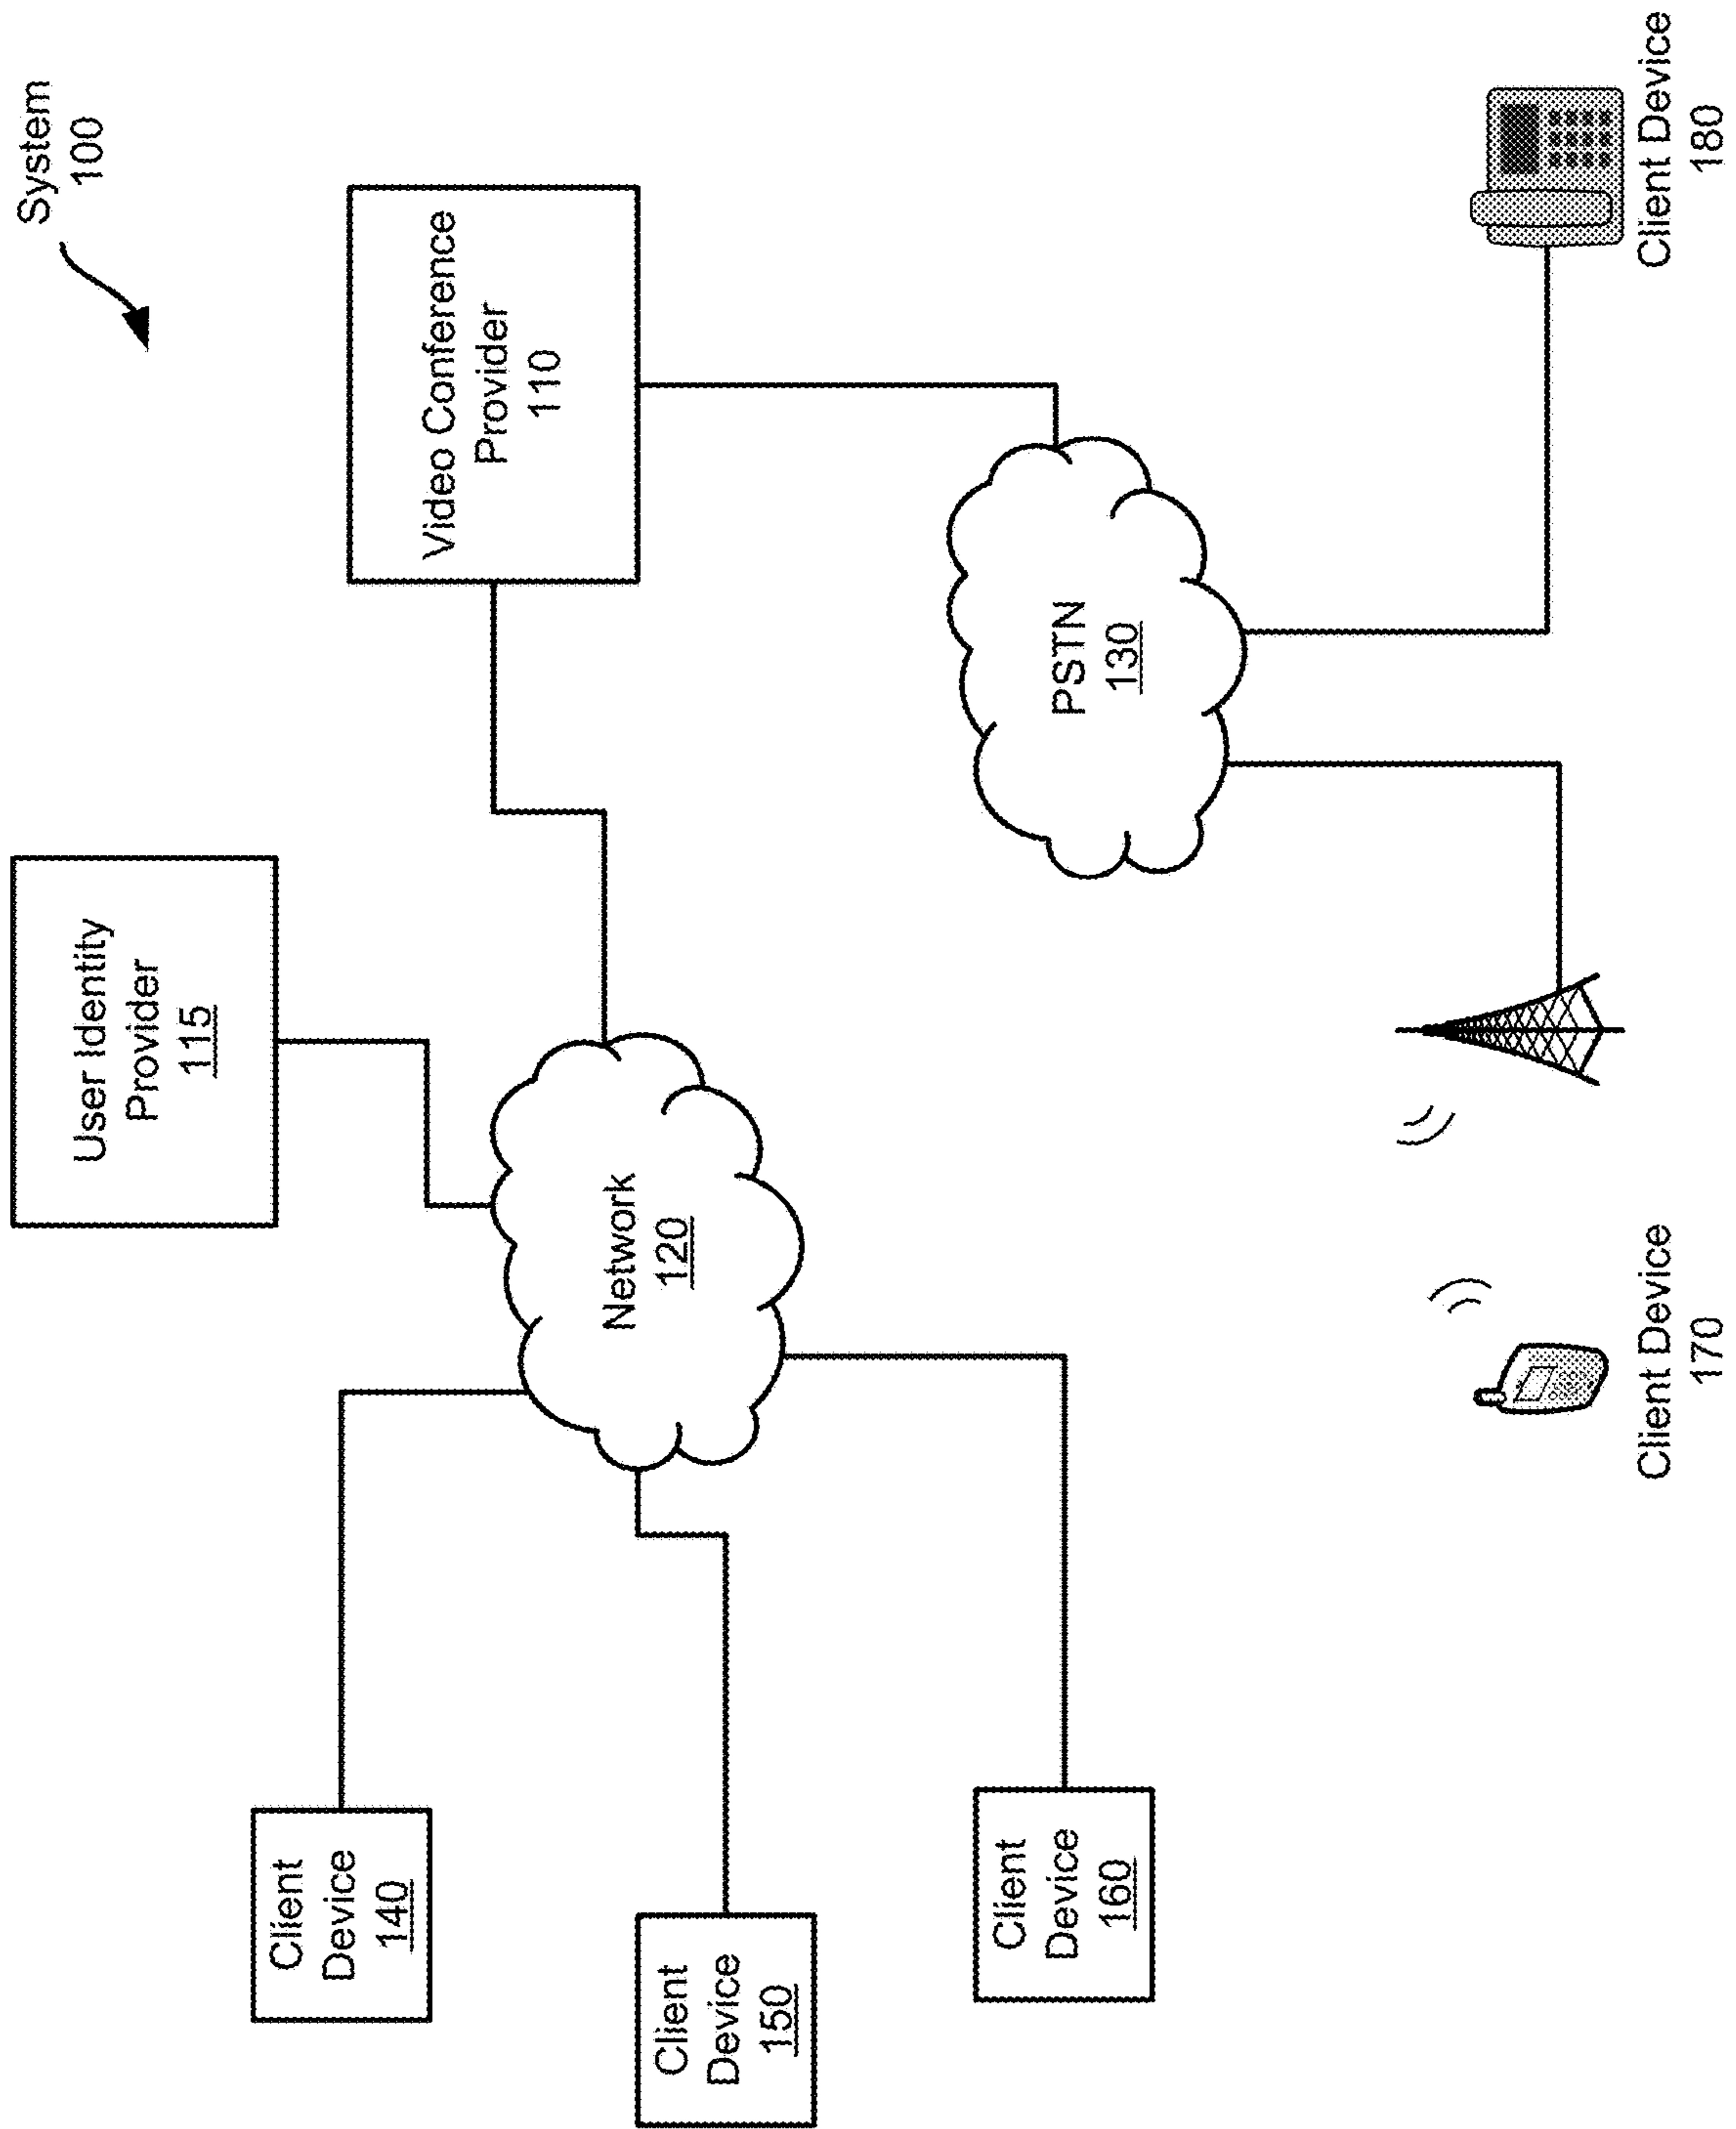 System
100
User Identity
Provider
115
Video Conference
Provider
110
Client
Device
140
Network
120
Client
Device
150
PSTN
130
Client
Device
160
Client Device
170
Client Device
180